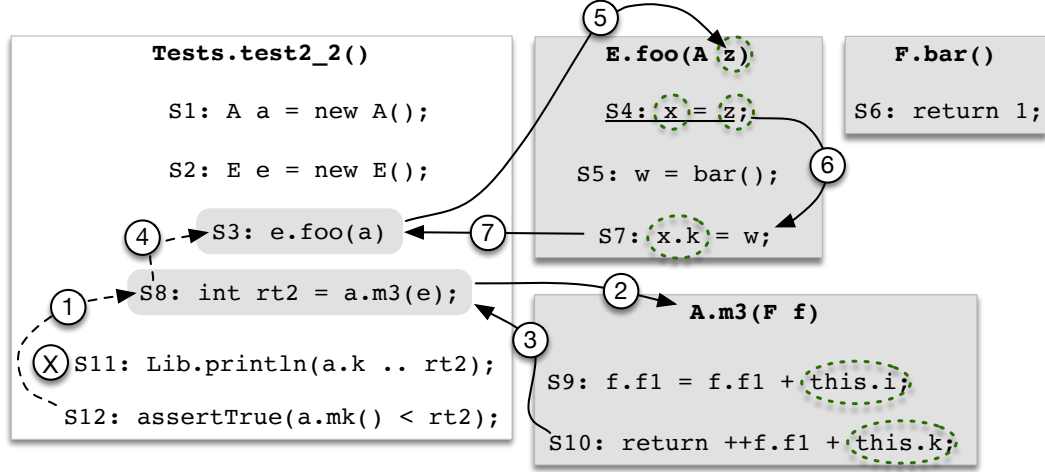 5
Tests.test2_2()
E.foo(A z)
F.bar()
S1: A a = new A();
S4: x = z;
S6: return 1;
S2: E e = new E();
S5: w = bar();
6
4
S3: e.foo(a)
7
S7: x.k = w;
1
S8: int rt2 = a.m3(e);
2
A.m3(F f)
3
X
S11: Lib.println(a.k .. rt2);
S9: f.f1 = f.f1 + this.i;
S12: assertTrue(a.mk() < rt2);
S10: return ++f.f1 + this.k;